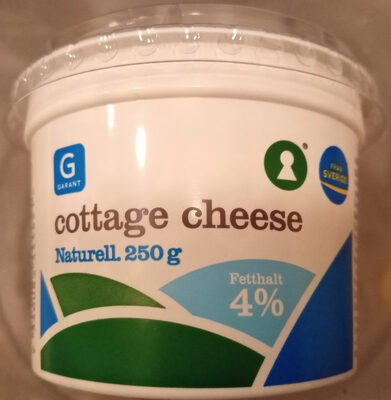 G
GARANT
FRÅN
SVERIGE
cottage cheese
Naturell. 250 g
Fetthalt
4%